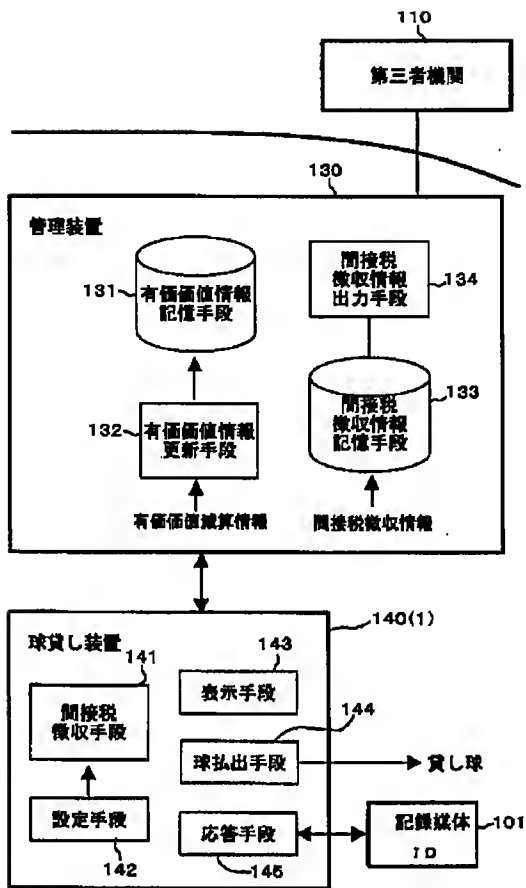 110
第三者機関
130
管理装置
131
有価価値情報
記憶手段
間接税
徴収情報
出力手段
134
132
有価価値情報
更新手段
間接税
徴収情報
記憶手段
133
有価価値減算情報
間接税徴収情報
140(1)
球貸し装置
141
間接税
徴収手段
143
表示手段
144
球払出手段
貸し球
設定手段
142
応答手段
145
記録媒体
ID
101